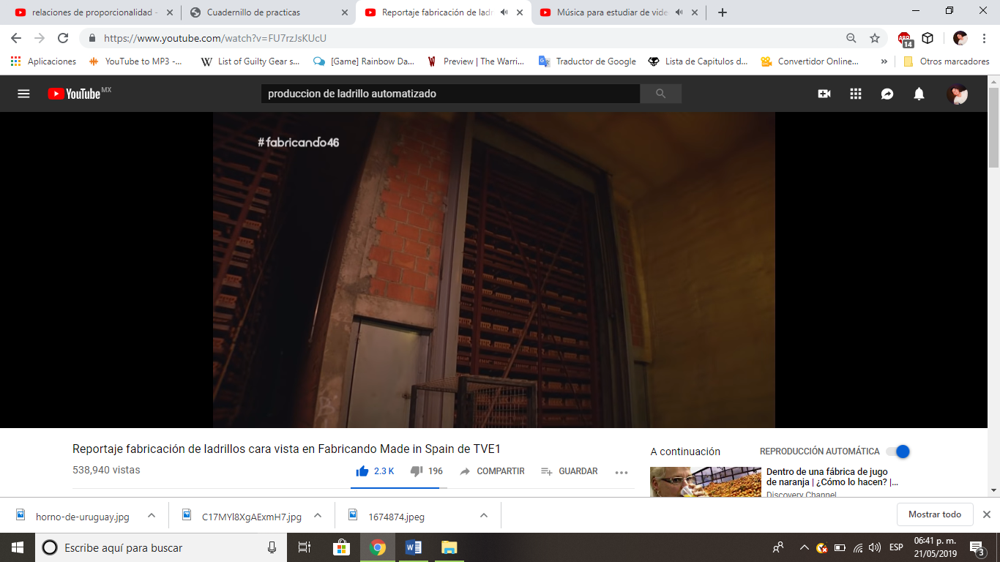 relaciones de proporcionalidad -
Cuadernillo de practicas
Reportaje fabricación de ladr
Música para estudiar de vide
https://www.youtube.com/watch?v=FU7rzJsKUcU
ABP
14
Aplicaciones
YouTube to MP3 -...
List of Guilty Gear s...
[Game] Rainbow Da...
Preview | The Warri...
Traductor de Google
Lista de Capitulos d...
Convertidor Online...
»
Otros marcadores
YouTube MX
produccion de ladrillo automatizado
#fabricando46
Reportaje fabricación de ladrillos cara vista en Fabricando Made in Spain de TVE1
538,940 vistas
2.3 K
196
COMPARTIR
GUARDAR
A continuación
REPRODUCCIÓN AUTOMÁTICA
Dentro de una fábrica de jugo
de naranja | ¿Cómo lo hacen? |...
Discovery Channel
horno-de-uruguay.jpg
C17MYl8XgAExmH7.jpg
1674874.jpeg
Mostrar todo
Escribe aquí para buscar
ESP
06:41 p. m.
21/05/2019
3